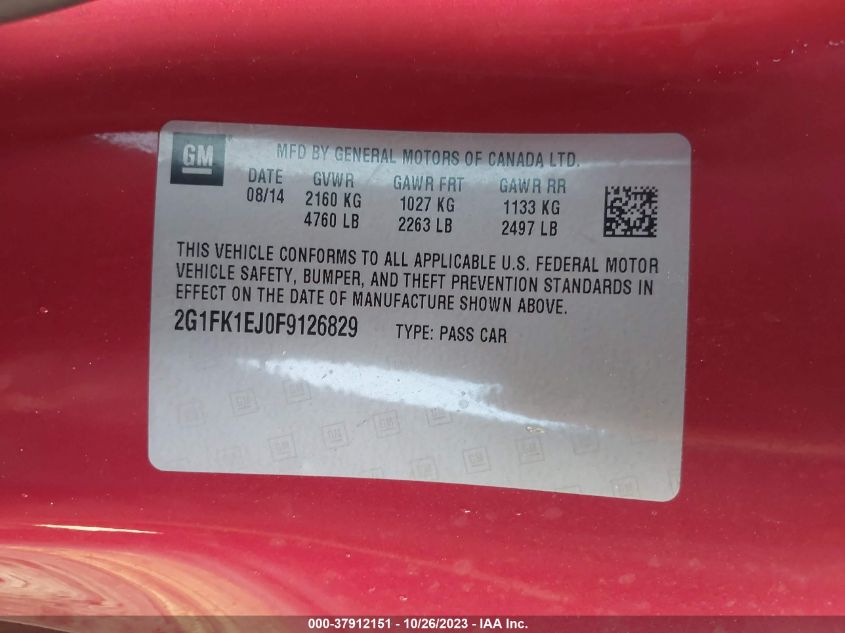 GM
MFD BY GENERAL MOTORS OF CANADA LTD.
DATE GVWR GAWR FRT GAWR RR
08/14 2160 KG 1027 KG 1133 KG
4760 LB 2263 LB 2497 LB
THIS VEHICLE CONFORMS TO ALL APPLICABLE U.S. FEDERAL MOTOR
VEHICLE SAFETY, BUMPER, AND THEFT PREVENTION STANDARDS IN
EFFECT ON THE DATE OF MANUFACTURE SHOWN ABOVE.
2G1FK1EJ0F9126829 TYPE: PASS CAR
000-37912151 - 10/26/2023 - IAA Inc.